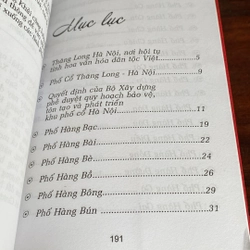 Mục lục
Thăng Long Hà Nội, nơi hội tụ
tinh hoa văn hóa dân tộc Việt 5
Phố Cổ Thăng Long - Hà Nội 9
Quyết định của Bộ Xây dựng
phê duyệt quy hoạch bảo vệ,
tôn tạo và phát triển
khu phố cổ Hà Nội 11
Phố Hàng Bạc 19
Phố Hàng Bài 22
Phố Hàng Bè 24
Phố Hàng Bồ 26
Phố Hàng Bông 29
Phố Hàng Bún 31
191